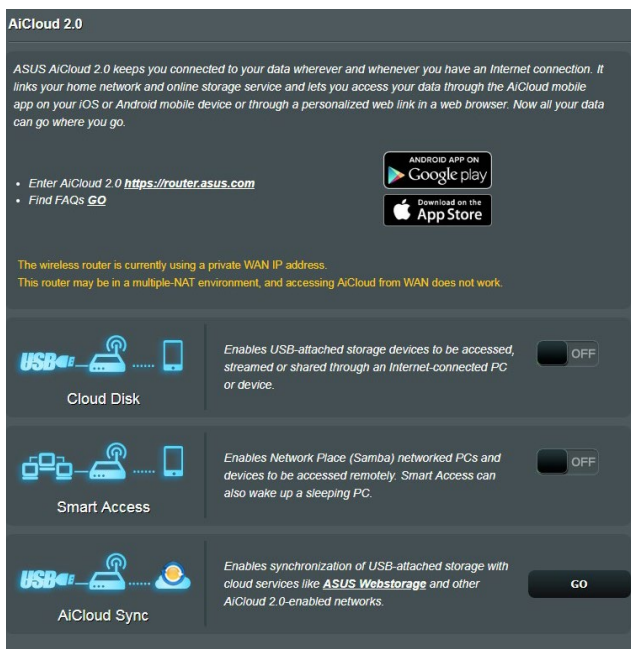 AiCloud 2.0
ASUS AiCloud 2.0 keeps you connected to your data wherever and whenever you have an Internet connection. It
links your home network and online storage service and lets you access your data through the AiCloud mobile
app on your iOS or Android mobile device or through a personalized web link in a web browser. Now all your data
can go where you go.
ANDROID APP ON
Google play
• Enter AiCloud 2.0 https://router.asus.com
• Find FAQs GO
Download on the
App Store
The wireless router is currently using a private WAN IP address.
This router may be in a multiple-NAT environment, and accessing AiCloud from WAN does not work.
USB
Cloud Disk
Enables USB-attached storage devices to be accessed,
streamed or shared through an Internet-connected PC
or device.
OFF
Smart Access
Enables Network Place (Samba) networked PCs and
devices to be accessed remotely. Smart Access can
also wake up a sleeping PC.
OFF
USB
AiCloud Sync
Enables synchronization of USB-attached storage with
cloud services like ASUS Webstorage and other
AiCloud 2.0-enabled networks.
GO